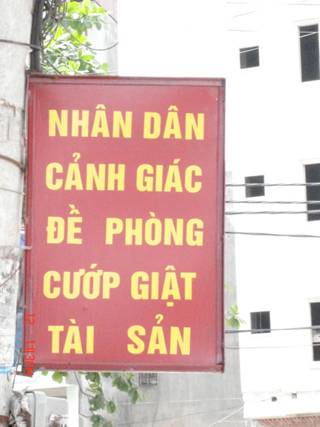 NHÂN DÂN
CẢNH GIÁC
ĐỀ PHÒNG
CƯỚP GIẬT
TÀI SẢN